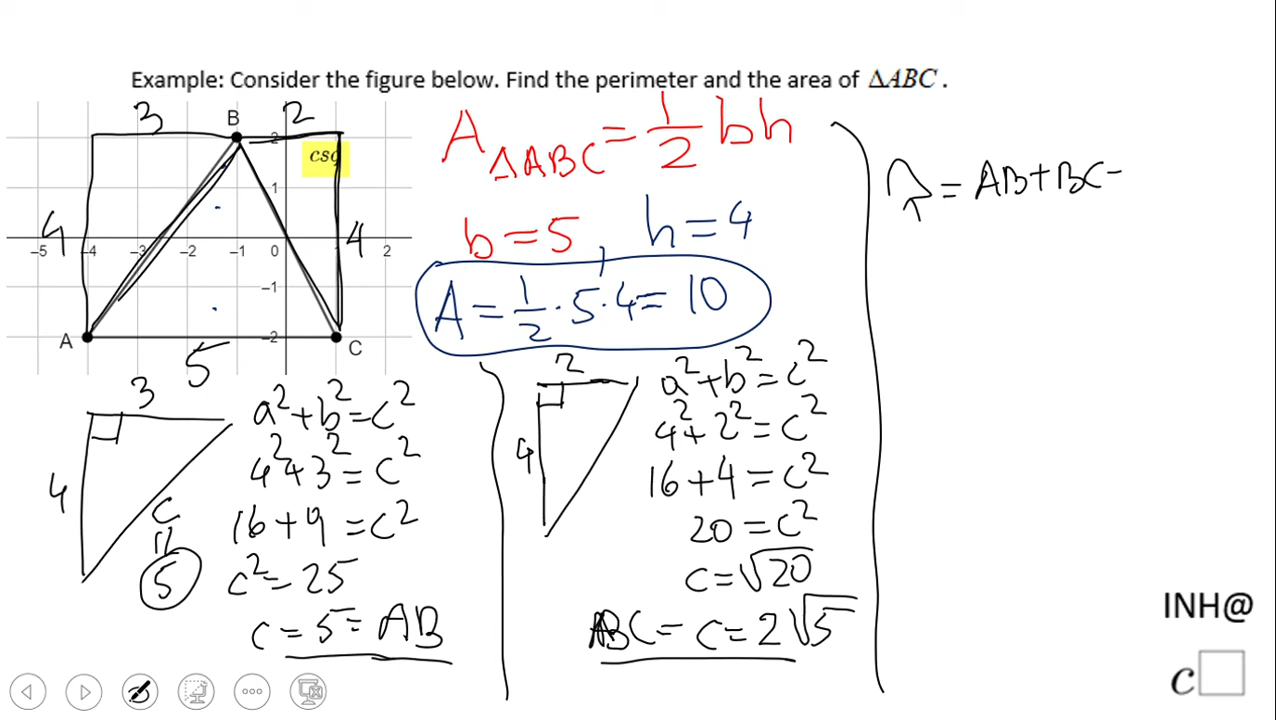 Example: Consider the figure below. Find the perimeter and the area of ΔABC .
3 B 2
2
csc
1
4 4
−5 −4 −3 −2 −1 0 2
−1
A −2 C
5
A ΔABC = 1/2 bh
b = 5 , h = 4
A = 1/2 · 5 · 4 = 10
P = AB + BC -
3
4
c
=
5
a² + b² = c²
4² + 3² = c²
16 + 9 = c²
c² = 25
c = 5 = AB
2
4
a² + b² = c²
4² + 2² = c²
16 + 4 = c²
20 = c²
c = √20
BC = c = 2√5
INH@
c